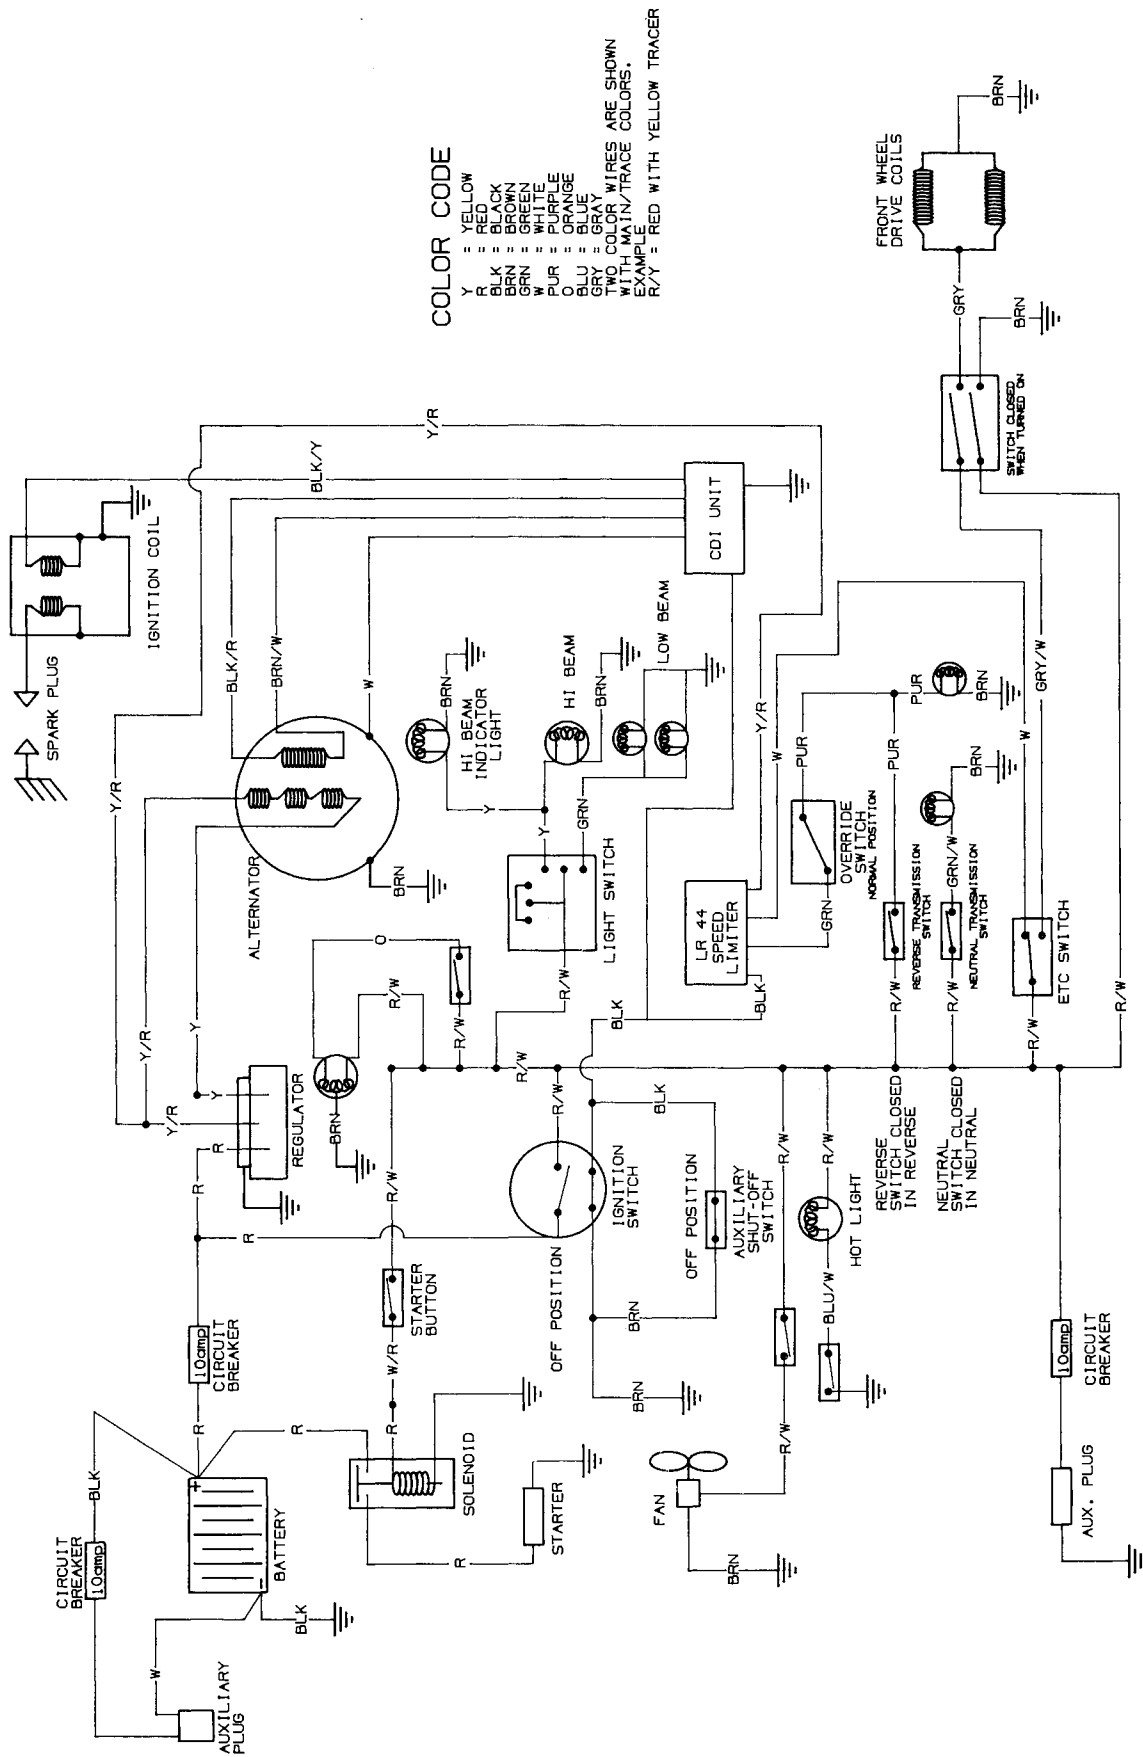 COLOR CODE
Y = YELLOW
R = RED
BLK = BLACK
BRN = BROWN
GRN = GREEN
W = WHITE
PUR = PURPLE
O = ORANGE
BLU = BLUE
GRY = GRAY
TWO COLOR WIRES ARE SHOWN
WITH MAIN/TRACE COLORS.
EXAMPLE
R/Y = RED WITH YELLOW TRACER
AUXILIARY
PLUG
W
CIRCUIT
BREAKER
10amp
BLK
BATTERY
+
-
BLK
R
CIRCUIT
BREAKER
10amp
R
R
R
Y/R
Y
REGULATOR
Y/R
Y
Y/R
SPARK PLUG
IGNITION COIL
ALTERNATOR
BRN
BLK/R
BRN/W
W
BLK/Y
Y/R
R
SOLENOID
R
STARTER
R
W/R
STARTER
BUTTON
R/W
BRN
R/W
O
R/W
R/W
R/W
LIGHT SWITCH
Y
GRN
Y
HI BEAM
INDICATOR
LIGHT
BRN
HI BEAM
BRN
LOW BEAM
CDI UNIT
OFF POSITION
IGNITION
SWITCH
R/W
BLK
BLK
BRN
BRN
OFF POSITION
AUXILIARY
SHUT-OFF
SWITCH
BLK
LR 44
SPEED
LIMITER
Y/R
W
GRN
OVERRIDE
SWITCH
NORMAL POSITION
PUR
PUR
PUR
BRN
FAN
BRN
R/W
R/W
BLU/W
HOT LIGHT
R/W
REVERSE
SWITCH CLOSED
IN REVERSE
R/W
REVERSE TRANSMISSION
SWITCH
NEUTRAL
SWITCH CLOSED
IN NEUTRAL
R/W
NEUTRAL TRANSMISSION
SWITCH
GRN/W
BRN
R/W
ETC SWITCH
W
GRY/W
R/W
SWITCH CLOSED
WHEN TURNED ON
BRN
GRY
FRONT WHEEL
DRIVE COILS
BRN
AUX. PLUG
10amp
CIRCUIT
BREAKER